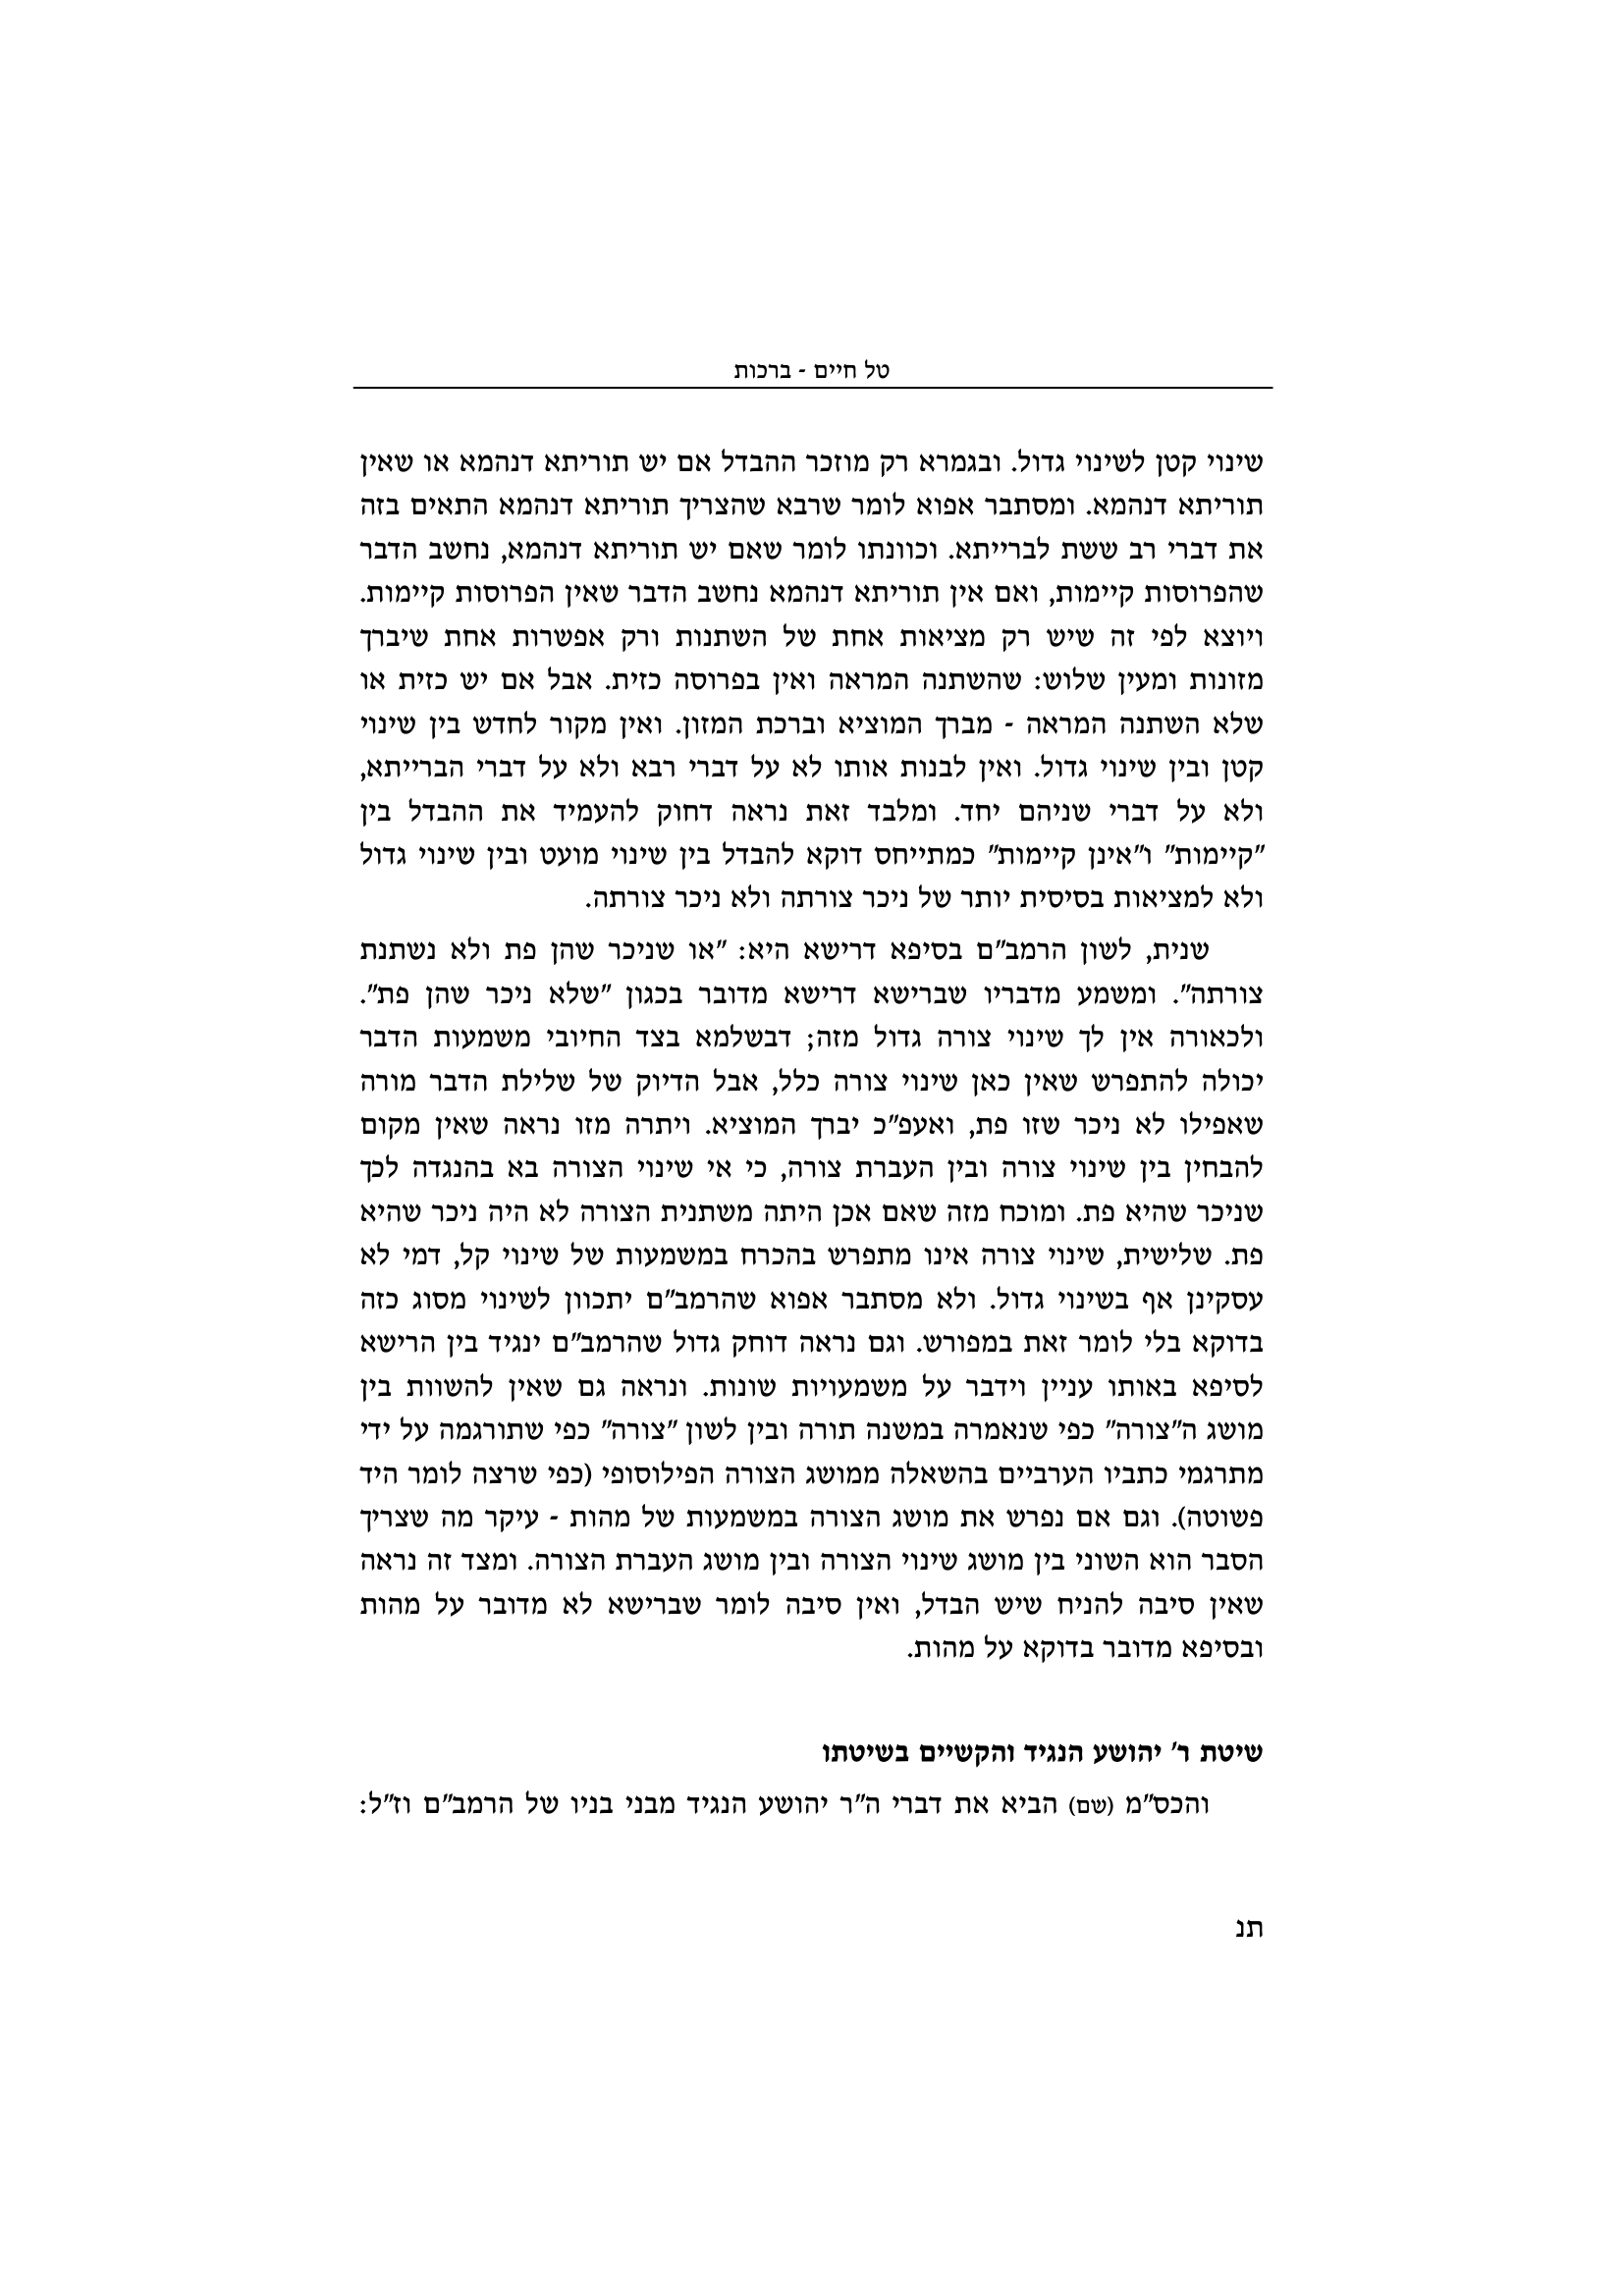 טל חיים - ברכות
שינוי קטן לשינוי גדול. ובגמרא רק מוזכר ההבדל אם יש תוריתא דנהמא או שאין
תוריתא דנהמא. ומסתבר אפוא לומר שרבא שהצריך תוריתא דנהמא התאים בזה
את דברי רב ששת לברייתא. וכוונתו לומר שאם יש תוריתא דנהמא, נחשב הדבר
שהפרוסות קיימות, ואם אין תוריתא דנהמא נחשב הדבר שאין הפרוסות קיימות.
ויוצא לפי זה שיש רק מציאות אחת של השתנות ורק אפשרות אחת שיברך
מזונות ומעין שלוש: שהשתנה המראה ואין בפרוסה כזית. אבל אם יש כזית או
שלא השתנה המראה - מברך המוציא וברכת המזון. ואין מקור לחדש בין שינוי
קטן ובין שינוי גדול. ואין לבנות אותו לא על דברי רבא ולא על דברי הברייתא,
ולא על דברי שניהם יחד. ומלבד זאת נראה דחוק להעמיד את ההבדל בין
"קיימות" ו"אינן קיימות" כמתייחס דוקא להבדל בין שינוי מועט ובין שינוי גדול
ולא למציאות בסיסית יותר של ניכר צורתה ולא ניכר צורתה.
שנית, לשון הרמב"ם בסיפא דרישא היא: "או שניכר שהן פת ולא נשתנת
צורתה". ומשמע מדבריו שברישא דרישא מדובר בכגון "שלא ניכר שהן פת".
ולכאורה אין לך שינוי צורה גדול מזה; דבשלמא בצד החיובי משמעות הדבר
יכולה להתפרש שאין כאן שינוי צורה כלל, אבל הדיוק של שלילת הדבר מורה
שאפילו לא ניכר שזו פת, ואעפ"כ יברך המוציא. ויתרה מזו נראה שאין מקום
להבחין בין שינוי צורה ובין העברת צורה, כי אי שינוי הצורה בא בהנגדה לכך
שניכר שהיא פת. ומוכח מזה שאם אכן היתה משתנית הצורה לא היה ניכר שהיא
פת. שלישית, שינוי צורה אינו מתפרש בהכרח במשמעות של שינוי קל, דמי לא
עסקינן אף בשינוי גדול. ולא מסתבר אפוא שהרמב"ם יתכוון לשינוי מסוג כזה
בדוקא בלי לומר זאת במפורש. וגם נראה דוחק גדול שהרמב"ם ינגיד בין הרישא
לסיפא באותו עניין וידבר על משמעויות שונות. ונראה גם שאין להשוות בין
מושג ה"צורה" כפי שנאמרה במשנה תורה ובין לשון "צורה" כפי שתורגמה על ידי
מתרגמי כתביו הערביים בהשאלה ממושג הצורה הפילוסופי (כפי שרצה לומר היד
פשוטה). וגם אם נפרש את מושג הצורה במשמעות של מהות - עיקר מה שצריך
הסבר הוא השוני בין מושג שינוי הצורה ובין מושג העברת הצורה. ומצד זה נראה
שאין סיבה להניח שיש הבדל, ואין סיבה לומר שברישא לא מדובר על מהות
ובסיפא מדובר בדוקא על מהות.
שיטת ר' יהושע הנגיד והקשיים בשיטתו
והכס"מ (שם) הביא את דברי ה"ר יהושע הנגיד מבני בניו של הרמב"ם וז"ל:
תנ